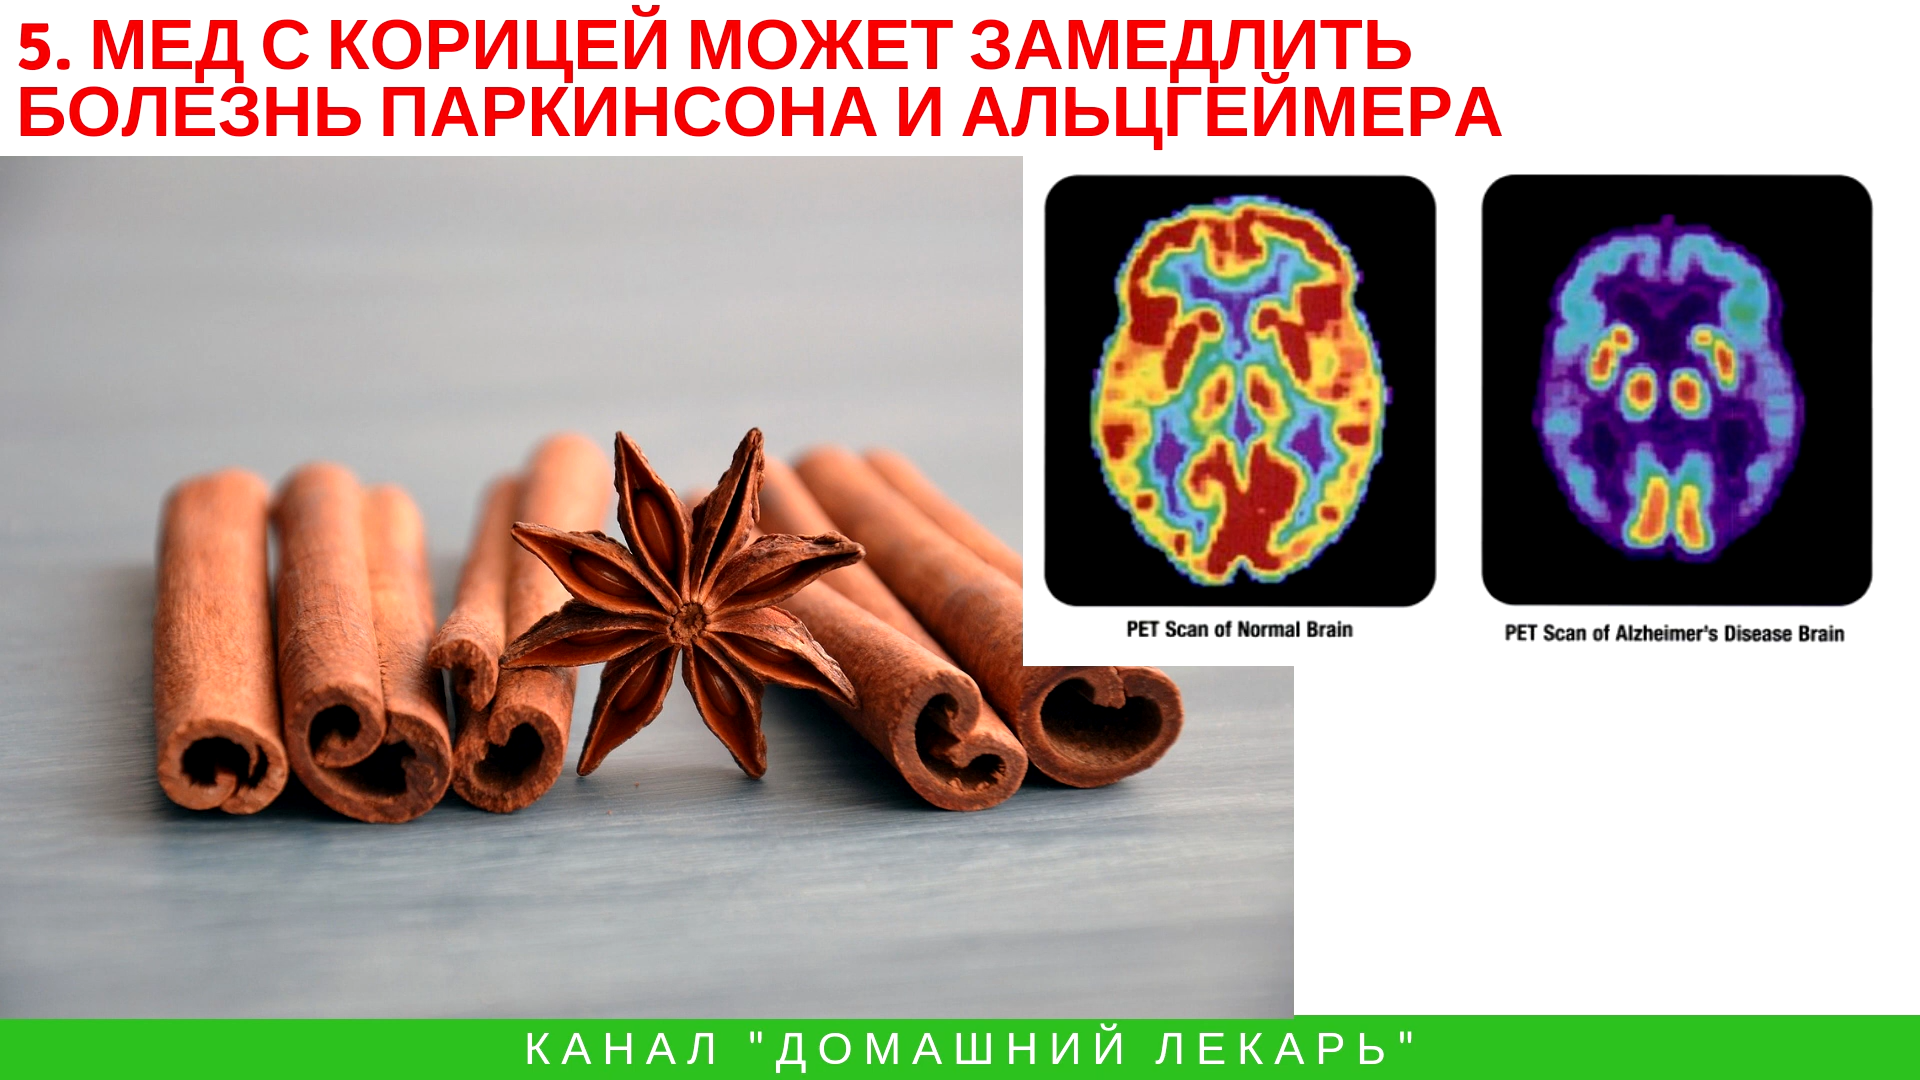 5. МЕД С КОРИЦЕЙ МОЖЕТ ЗАМЕДЛИТЬ
БОЛЕЗНЬ ПАРКИНСОНА И АЛЬЦГЕЙМЕРА
PET Scan of Normal Brain
PET Scan of Alzheimer's Disease Brain
КАНАЛ "ДОМАШНИЙ ЛЕКАРЬ"